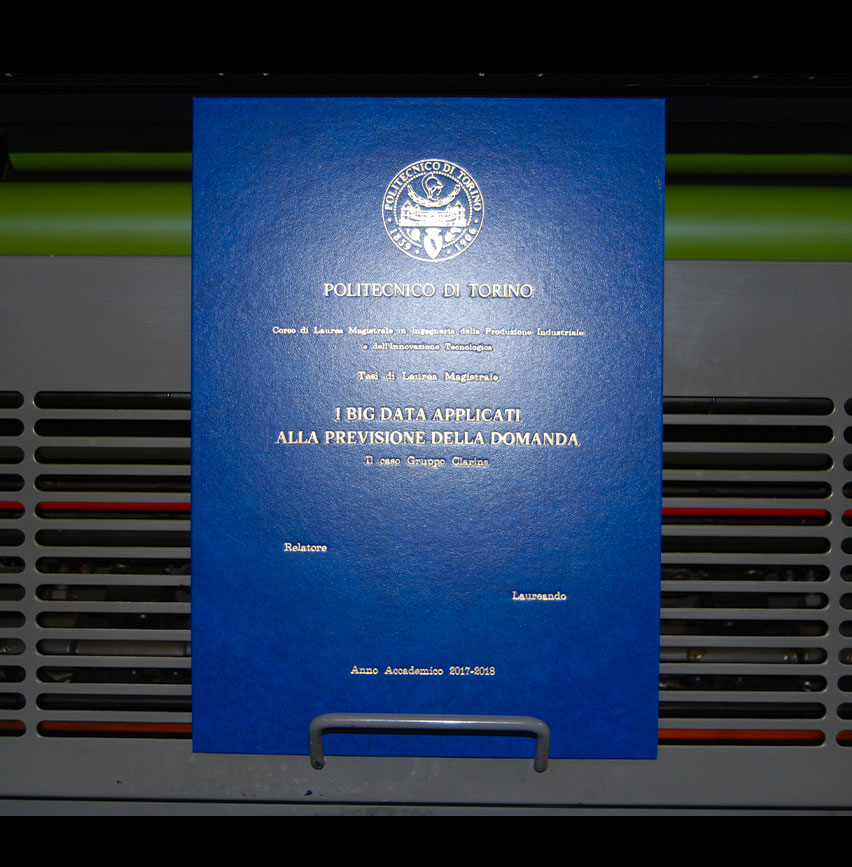 POLITECNICO DI TORINO
1859 1906
POLITECNICO DI TORINO
Corso di Laurea Magistrale in Ingegneria della Produzione Industriale
e dell'Innovazione Tecnologica
Tesi di Laurea Magistrale
I BIG DATA APPLICATI
ALLA PREVISIONE DELLA DOMANDA
Il caso Gruppo Clarins
Relatore
Laureando
Anno Accademico 2017-2018